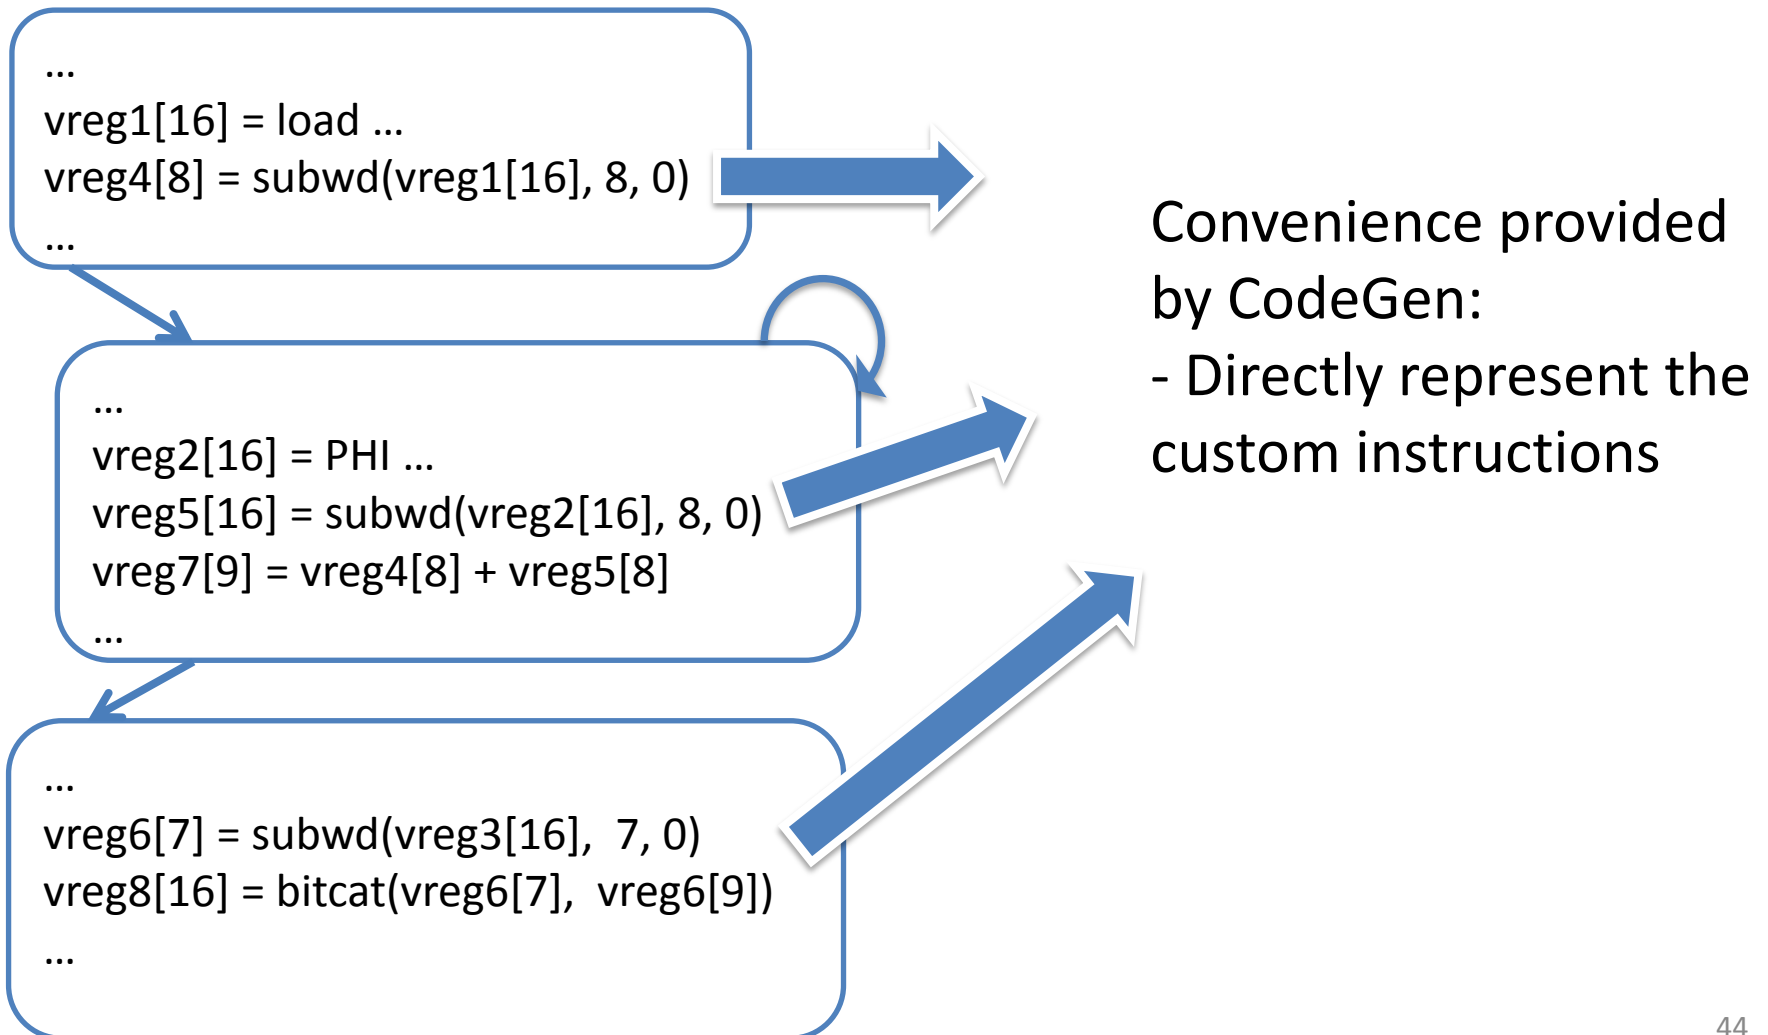 ...
vreg1[16] = load ...
vreg4[8] = subwd(vreg1[16], 8, 0)
...
...
vreg2[16] = PHI ...
vreg5[16] = subwd(vreg2[16], 8, 0)
vreg7[9] = vreg4[8] + vreg5[8]
...
...
vreg6[7] = subwd(vreg3[16],  7, 0)
vreg8[16] = bitcat(vreg6[7],  vreg6[9])
...
Convenience provided
by CodeGen:
- Directly represent the
custom instructions
44